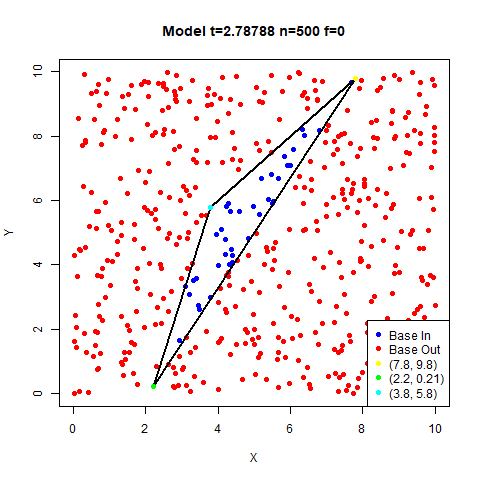 Model t=2.78788 n=500 f=0
10
8
6
4
2
0
Y
Base In
Base Out
(7.8, 9.8)
(2.2, 0.21)
(3.8, 5.8)
0 2 4 6 8 10
X